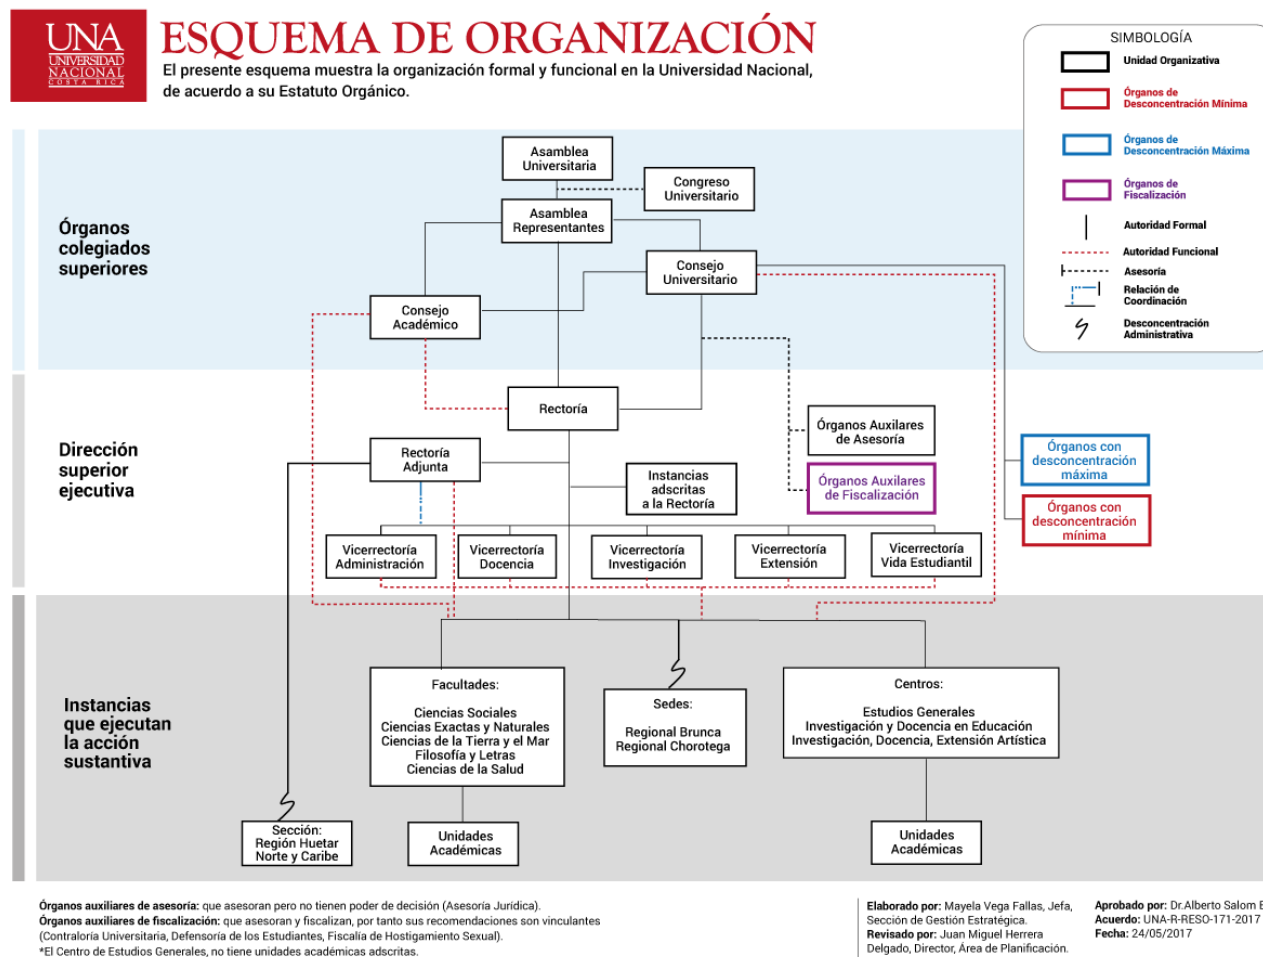 UNA
UNIVERSIDAD
NACIONAL
COSTA RICA
ESQUEMA DE ORGANIZACIÓN
El presente esquema muestra la organización formal y funcional en la Universidad Nacional,
de acuerdo a su Estatuto Orgánico.
SIMBOLOGÍA
Unidad Organizativa
Órganos de
Desconcentración Mínima
Órganos de
Desconcentración Máxima
Órganos de
Fiscalización
Autoridad Formal
Autoridad Funcional
Asesoría
Relación de
Coordinación
Desconcentración
Administrativa
Órganos
colegiados
superiores
Asamblea
Universitaria
Congreso
Universitario
Asamblea
Representantes
Consejo
Universitario
Consejo
Académico
Dirección
superior
ejecutiva
Rectoría
Rectoría
Adjunta
Instancias
adscritas
a la Rectoría
Órganos Auxilares
de Asesoría
Órganos Auxilares
de Fiscalización
Órganos con
desconcentración
máxima
Órganos con
desconcentración
mínima
Vicerrectoría
Administración
Vicerrectoría
Docencia
Vicerrectoría
Investigación
Vicerrectoría
Extensión
Vicerrectoría
Vida Estudiantil
Instancias
que ejecutan
la acción
sustantiva
Facultades:
Ciencias Sociales
Ciencias Exactas y Naturales
Ciencias de la Tierra y el Mar
Filosofía y Letras
Ciencias de la Salud
Sedes:
Regional Brunca
Regional Chorotega
Centros:
Estudios Generales
Investigación y Docencia en Educación
Investigación, Docencia, Extensión Artística
Sección:
Región Huetar
Norte y Caribe
Unidades
Académicas
Unidades
Académicas
Órganos auxiliares de asesoría: que asesoran pero no tienen poder de decisión (Asesoría Jurídica).
Órganos auxiliares de fiscalización: que asesoran y fiscalizan, por tanto sus recomendaciones son vinculantes
(Contraloría Universitaria, Defensoría de los Estudiantes, Fiscalía de Hostigamiento Sexual).
*El Centro de Estudios Generales, no tiene unidades académicas adscritas.
Elaborado por: Mayela Vega Fallas, Jefa,
Sección de Gestión Estratégica.
Revisado por: Juan Miguel Herrera
Delgado, Director, Área de Planificación.
Aprobado por: Dr.Alberto Salom
Acuerdo: UNA-R-RESO-171-2017
Fecha: 24/05/2017